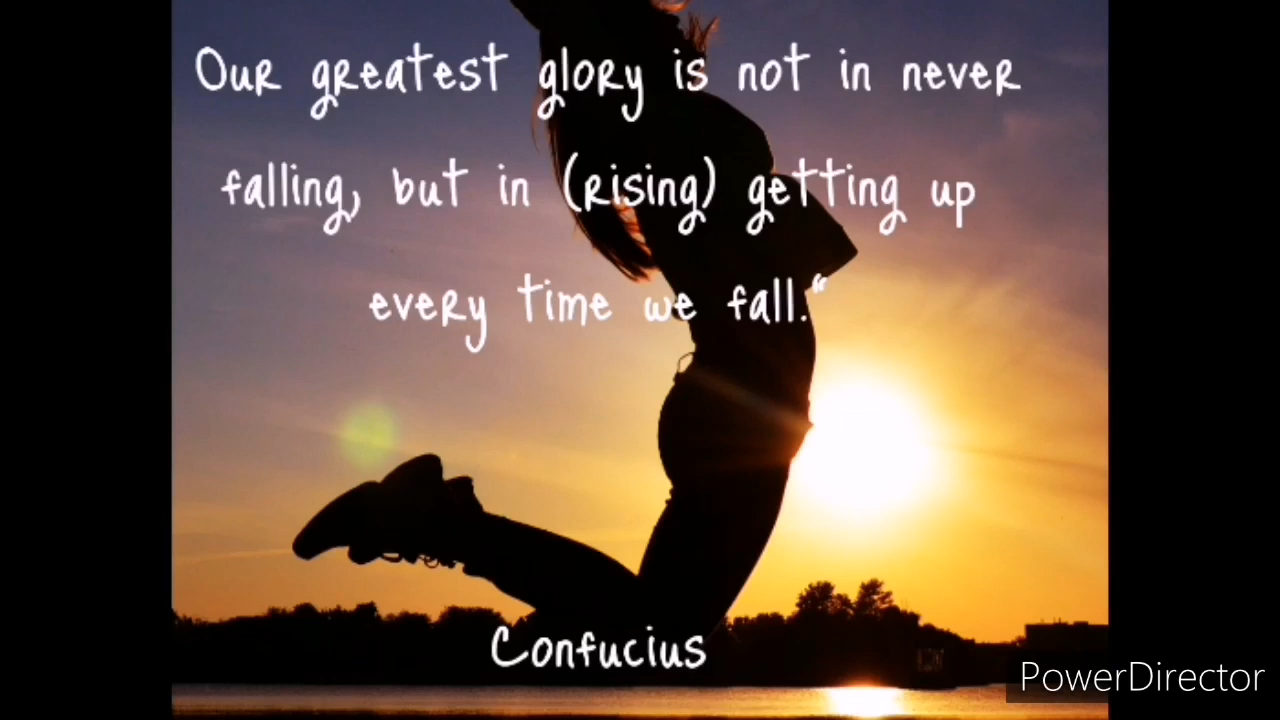 Our greatest glory is not in never
falling, but in (rising) getting up
every time we fall.“
Confucius
PowerDirector